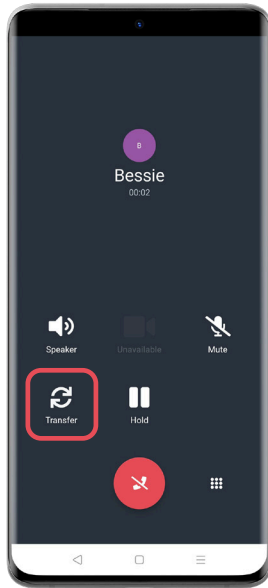 B
Bessie
00:02
Speaker
Unavailable
Mute
Transfer
Hold